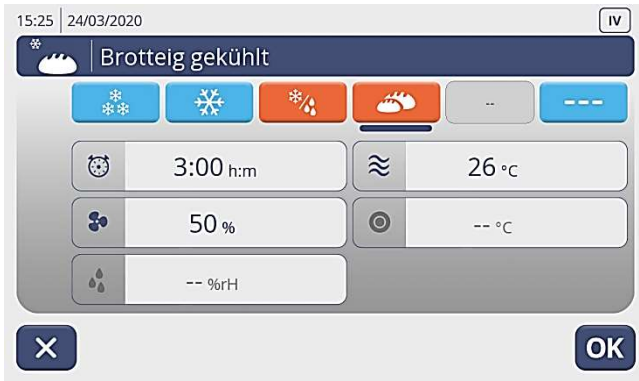 15:25 24/03/2020 IV
Brotteig gekühlt
-- ---
3:00 h:m 26 °C
50 % -- °C
-- %rH
OK